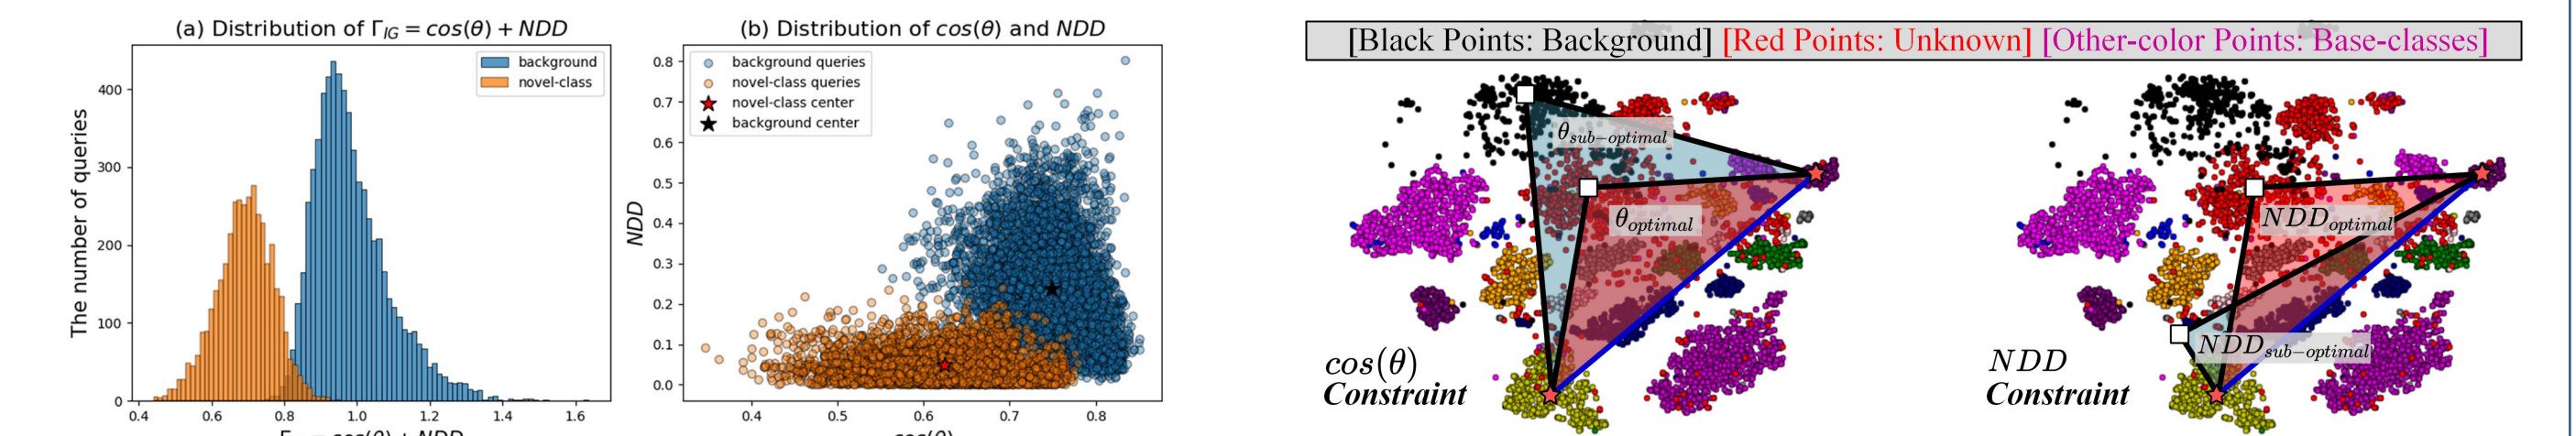 (a) Distribution of Γ_IG = cos(θ) + NDD
background
novel-class
The number of queries
400
300
200
100
0
0.4 0.6 0.8 1.0 1.2 1.4 1.6
(b) Distribution of cos(θ) and NDD
background queries
novel-class queries
novel-class center
background center
NDD
0.8
0.7
0.6
0.5
0.4
0.3
0.2
0.1
0.0
0.4 0.5 0.6 0.7 0.8
[Black Points: Background] [Red Points: Unknown] [Other-color Points: Base-classes]
θ_sub-optimal
θ_optimal
cos(θ)
Constraint
NDD_optimal
NDD_sub-optimal
NDD
Constraint